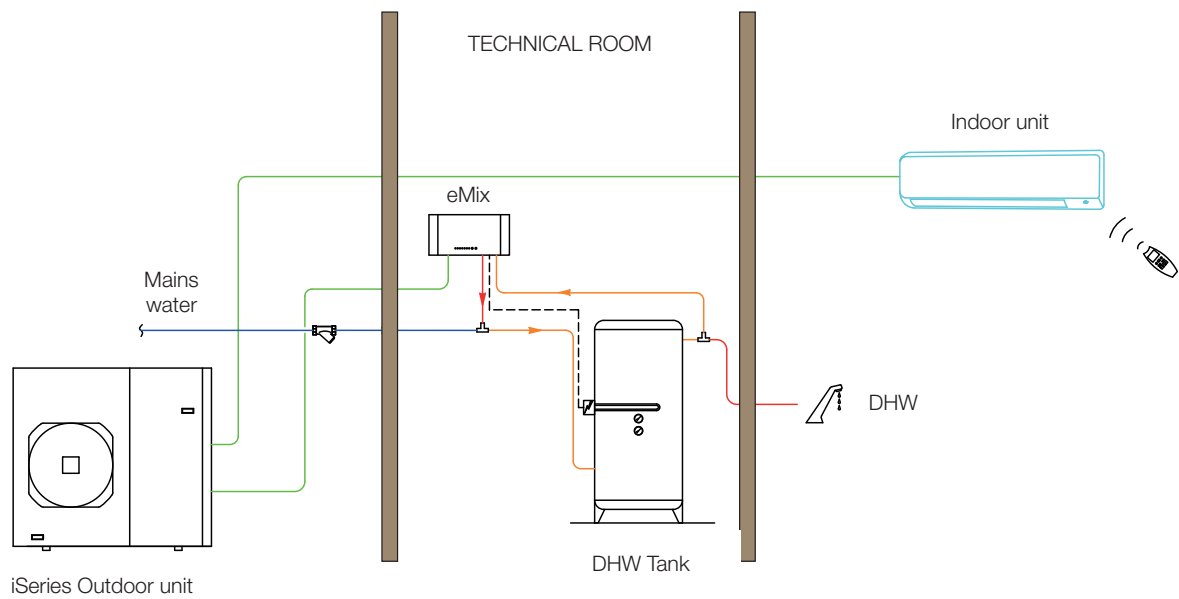 TECHNICAL ROOM
Indoor unit
eMix
Mains
water
DHW
DHW Tank
iSeries Outdoor unit